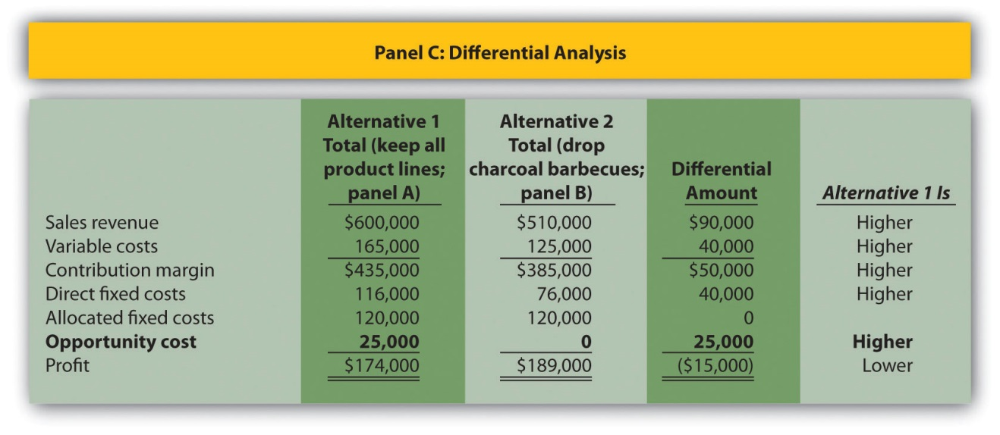 Panel C: Differential Analysis
Alternative 1
Total (keep all
product lines;
panel A)
Alternative 2
Total (drop
charcoal barbecues;
panel B)
Differential
Amount
Alternative 1 Is
Sales revenue $600,000 $510,000 $90,000 Higher
Variable costs 165,000 125,000 40,000 Higher
Contribution margin $435,000 $385,000 $50,000 Higher
Direct fixed costs 116,000 76,000 40,000 Higher
Allocated fixed costs 120,000 120,000 0
Opportunity cost 25,000 0 25,000 Higher
Profit $174,000 $189,000 ($15,000) Lower